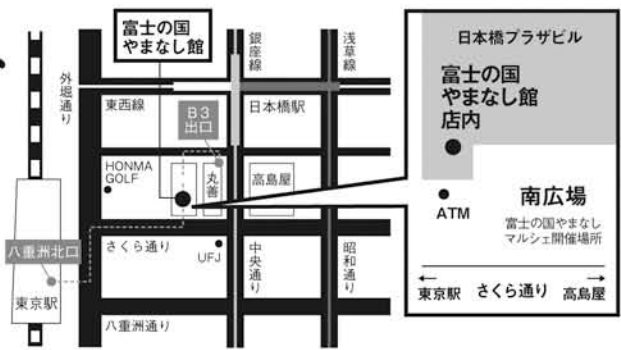 富士の国
やまなし館
外堀通り
銀座線
浅草線
東西線
日本橋駅
B3
出口
HONMA
GOLF
丸善
高島屋
八重洲北口
さくら通り
UFJ
中央通り
昭和通り
東京駅
八重洲通り
日本橋プラザビル
富士の国
やまなし館
店内
ATM
南広場
富士の国やまなし
マルシェ開催場所
← →
東京駅 さくら通り 高島屋